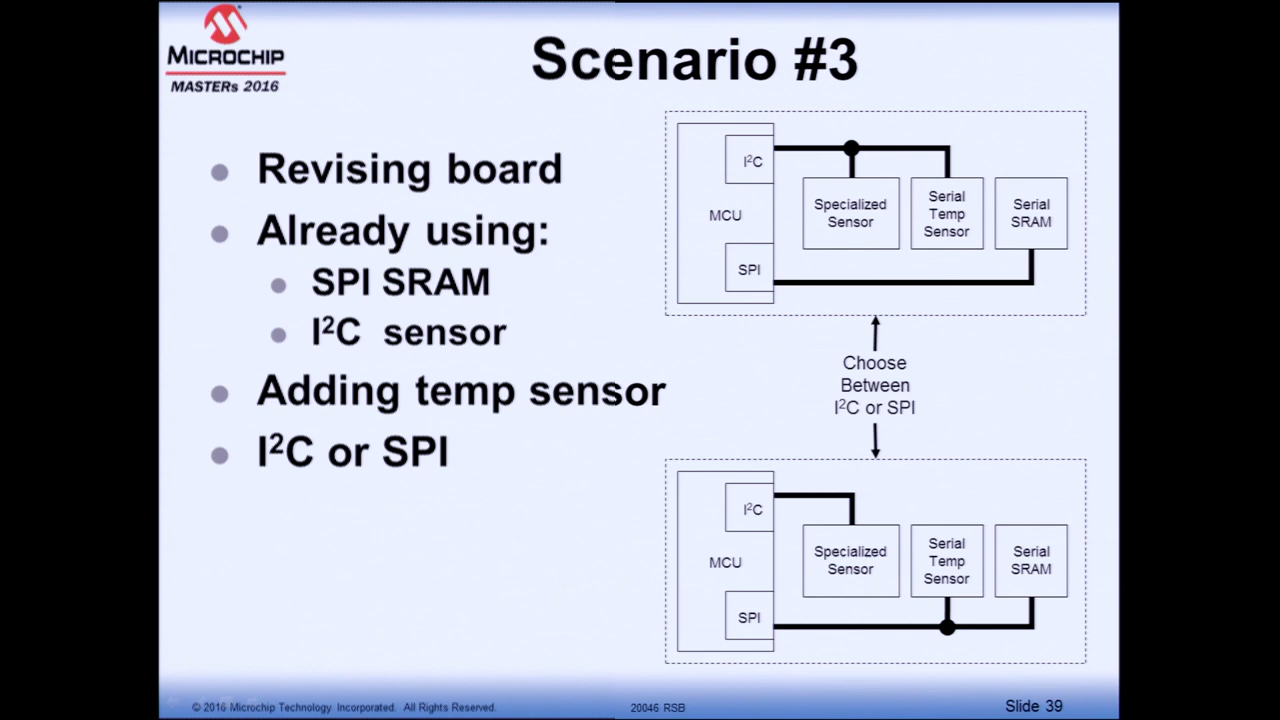 MICROCHIP
MASTERs 2016
Scenario #3
Revising board
Already using:
SPI SRAM
I²C sensor
Adding temp sensor
I²C or SPI
I²C
MCU
SPI
Specialized
Sensor
Serial
Temp
Sensor
Serial
SRAM
Choose
Between
I²C or SPI
I²C
MCU
SPI
Specialized
Sensor
Serial
Temp
Sensor
Serial
SRAM
© 2016 Microchip Technology Incorporated. All Rights Reserved.
20046 RSB
Slide 39